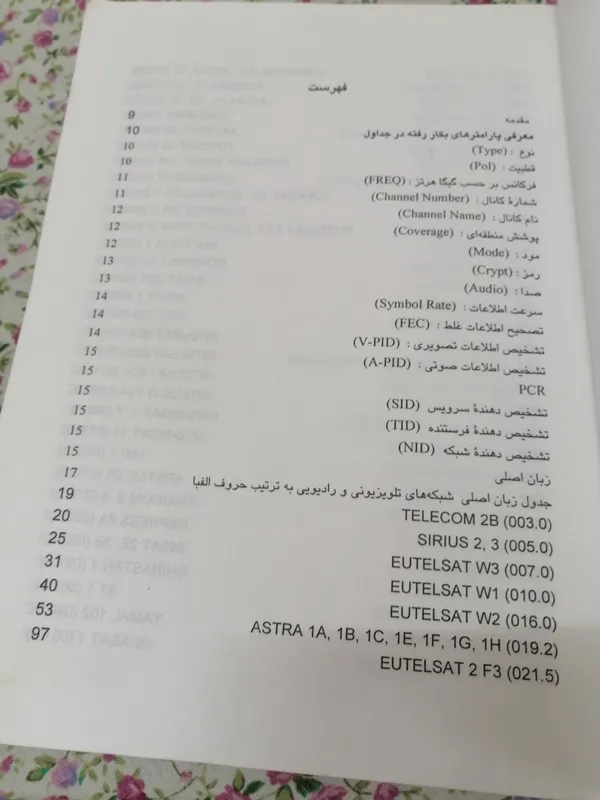 فهرست
مقدمه 9
معرفی پارامترهای بکار رفته در جداول 10
نوع : (Type) 10
قطبیت : (Pol) 10
فرکانس بر حسب گیگا هرتز : (FREQ) 11
شمارهٔ کانال : (Channel Number) 11
نام کانال : (Channel Name) 12
پوشش منطقه‌ای : (Coverage) 12
مود : (Mode) 12
رمز : (Crypt) 13
صدا : (Audio) 13
سرعت اطلاعات : (Symbol Rate) 14
تصحیح اطلاعات غلط : (FEC) 14
تشخیص اطلاعات تصویری : (V-PID) 14
تشخیص اطلاعات صوتی : (A-PID) 15
PCR 15
تشخیص دهندهٔ سرویس (SID) 15
تشخیص دهندهٔ فرستنده (TID) 15
تشخیص دهندهٔ شبکه (NID) 15
زبان اصلی 15
جدول زبان اصلی شبکه‌های تلویزیونی و رادیویی به ترتیب حروف الفبا 17
TELECOM 2B (003.0) 19
SIRIUS 2, 3 (005.0) 20
EUTELSAT W3 (007.0) 25
EUTELSAT W1 (010.0) 31
EUTELSAT W2 (016.0) 40
ASTRA 1A, 1B, 1C, 1E, 1F, 1G, 1H (019.2) 53
EUTELSAT 2 F3 (021.5) 97